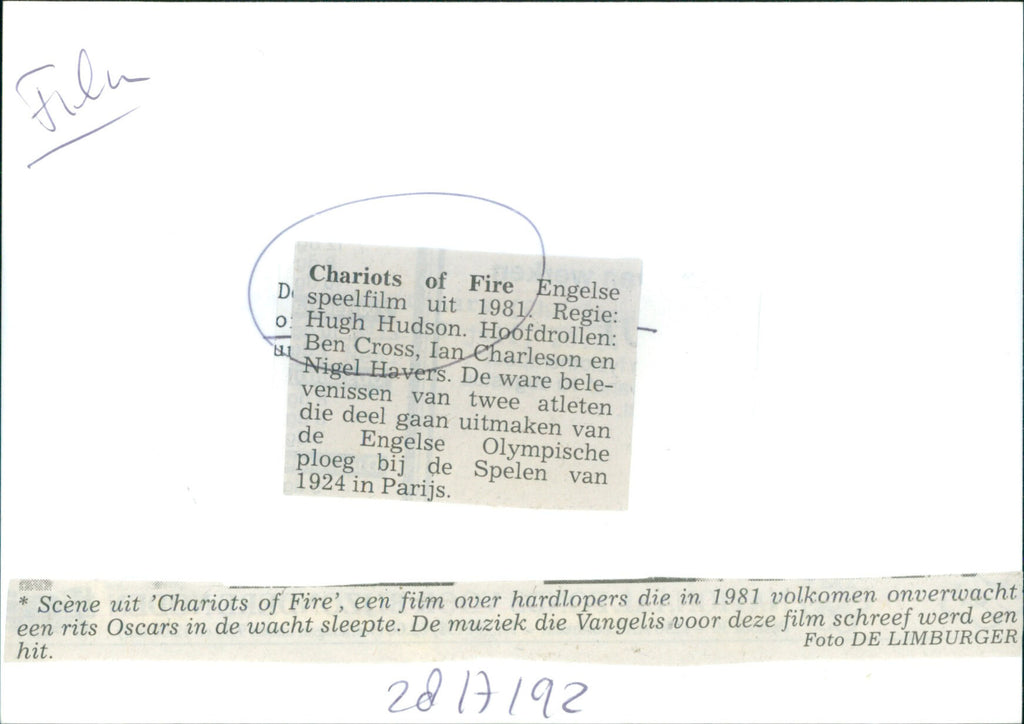 Film
Chariots of Fire Engelse
speelfilm uit 1981. Regie:
Hugh Hudson. Hoofdrollen:
Ben Cross, Ian Charleson en
Nigel Havers. De ware bele-
venissen van twee atleten
die deel gaan uitmaken van
de Engelse Olympische
ploeg bij de Spelen van
1924 in Parijs.
* Scène uit 'Chariots of Fire', een film over hardlopers die in 1981 volkomen onverwacht
een rits Oscars in de wacht sleepte. De muziek die Vangelis voor deze film schreef werd een
hit. Foto DE LIMBURGER
28/7/92